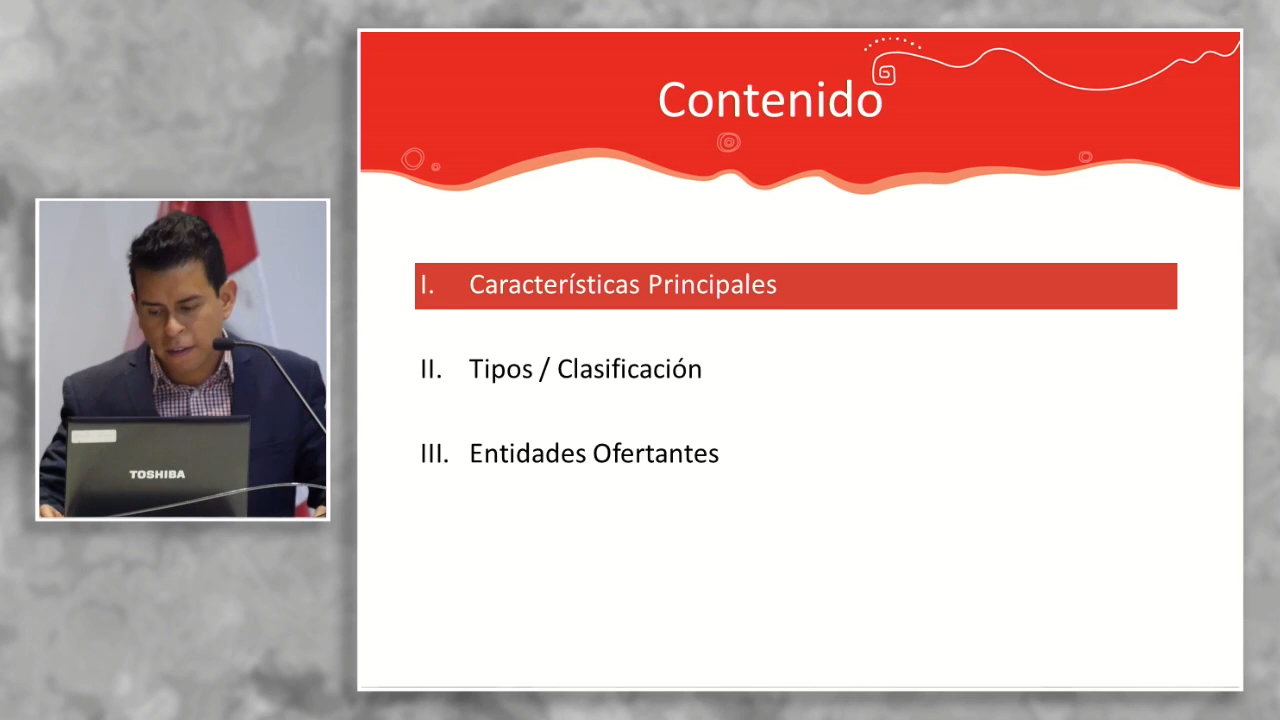 Contenido
I. Características Principales
II. Tipos / Clasificación
III. Entidades Ofertantes
TOSHIBA